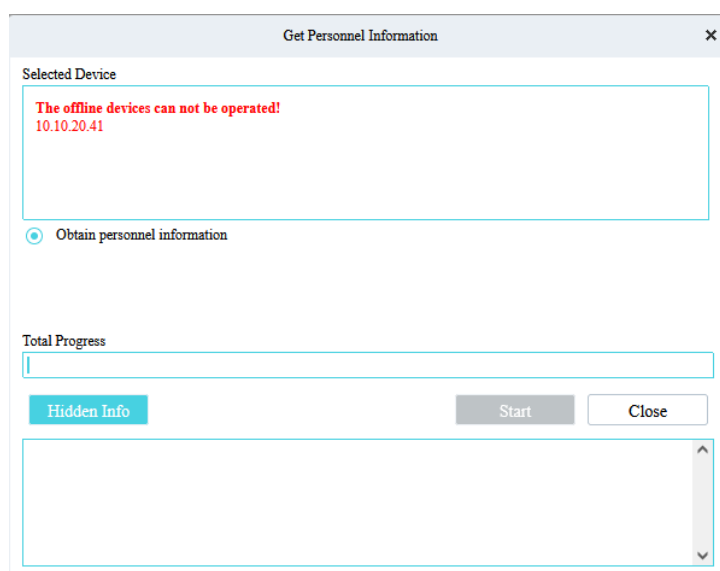 Get Personnel Information
Selected Device
The offline devices can not be operated!
10.10.20.41
Obtain personnel information
Total Progress
Hidden Info
Start
Close